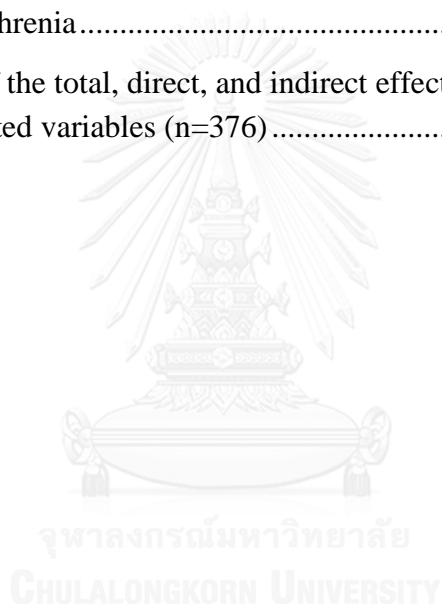 hrenia
the total, direct, and indirect effect
ted variables (n=376)
จุฬาลงกรณ์มหาวิทยาลัย
CHULALONGKORN UNIVERSITY